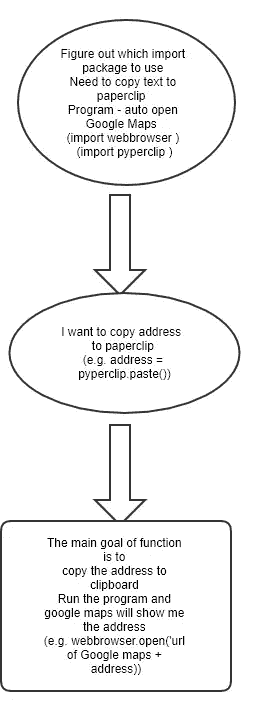 Figure out which import
package to use
Need to copy text to
paperclip
Program - auto open
Google Maps
(import webbrowser )
(import pyperclip )
I want to copy address
to paperclip
(e.g. address =
pyperclip.paste())
The main goal of function
is to
copy the address to
clipboard
Run the program and
google maps will show me
the address
(e.g. webbrowser.open('url
of Google maps +
address))